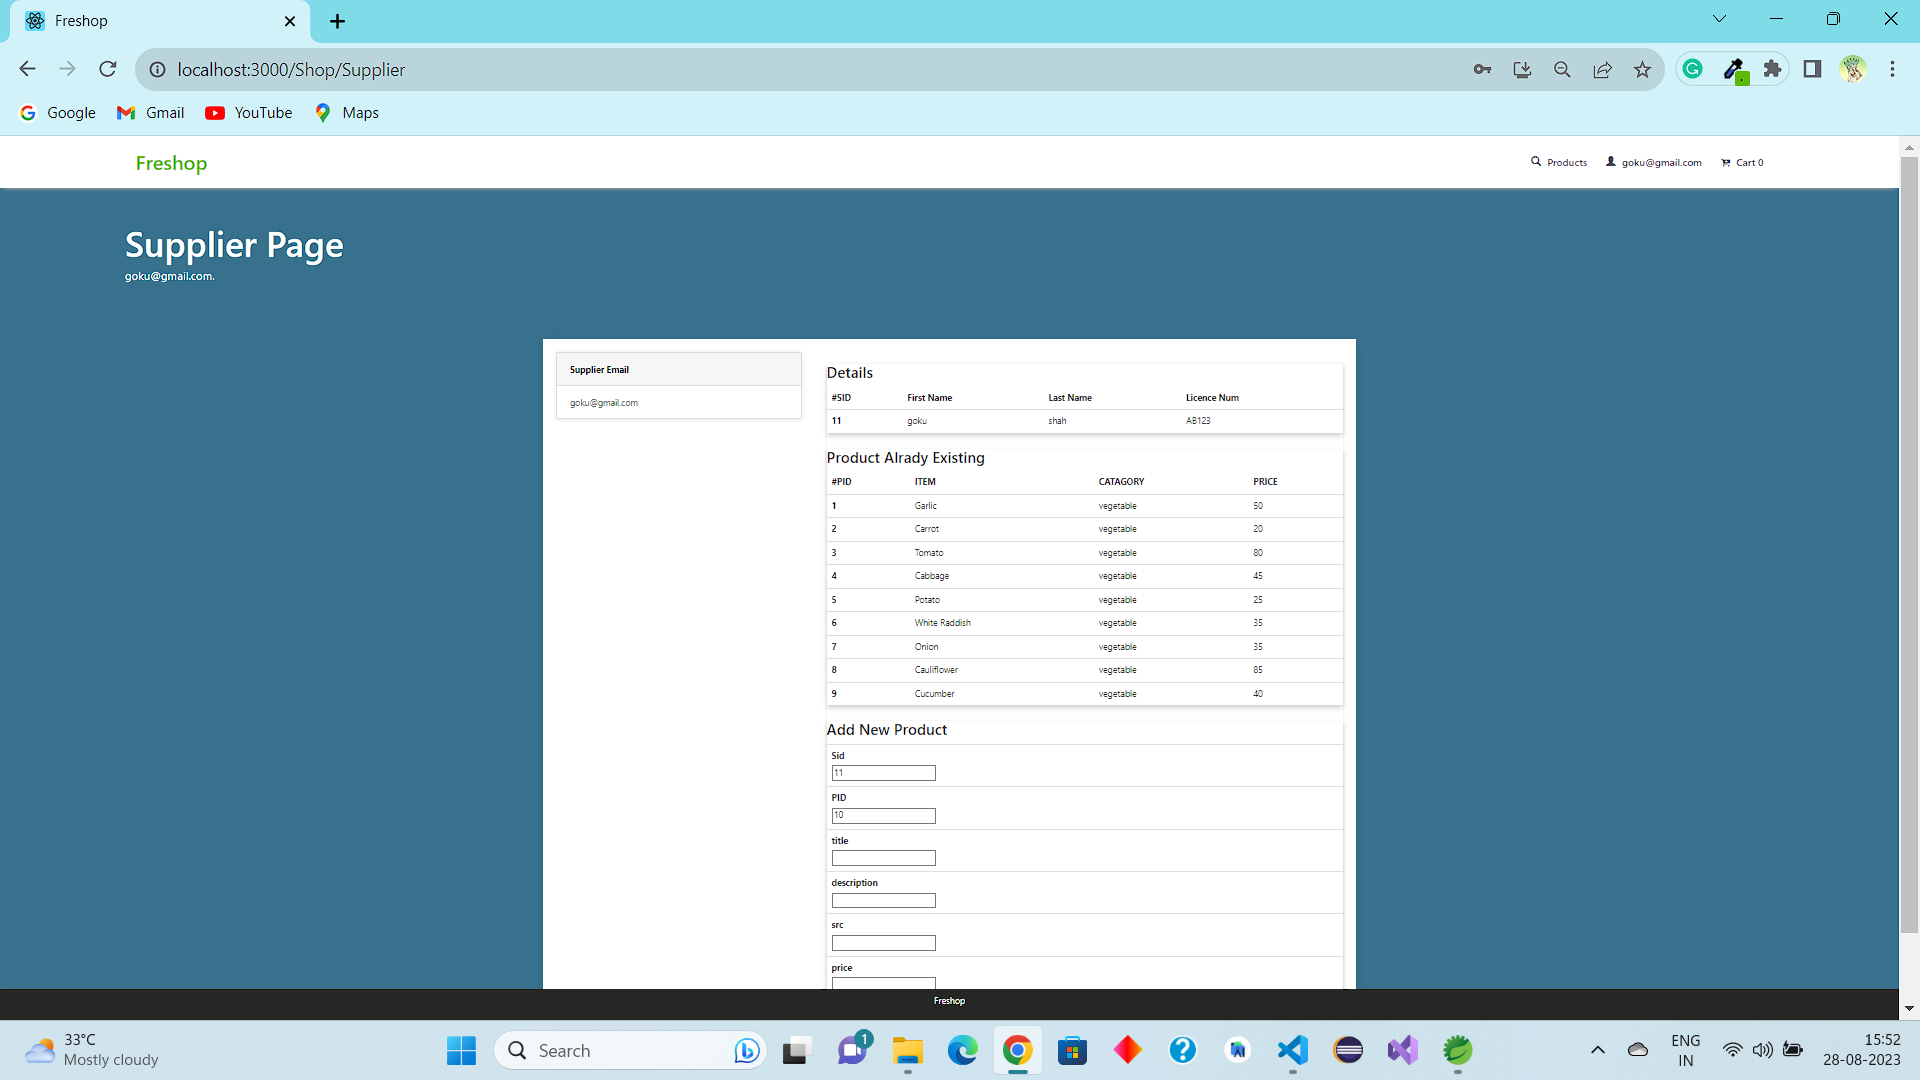 Freshop
localhost:3000/Shop/Supplier
Google Gmail YouTube Maps
Freshop Products goku@gmail.com Cart 0
Supplier Page
goku@gmail.com.
Supplier Email
goku@gmail.com
Details
#SID First Name Last Name Licence Num
11 goku shah AB123
Product Alrady Existing
#PID ITEM CATAGORY PRICE
1 Garlic vegetable 50
2 Carrot vegetable 20
3 Tomato vegetable 80
4 Cabbage vegetable 45
5 Potato vegetable 25
6 White Raddish vegetable 35
7 Onion vegetable 35
8 Cauliflower vegetable 85
9 Cucumber vegetable 40
Add New Product
Sid
11
PID
10
title
description
src
price
Freshop
33°C
Mostly cloudy
Search
1
ENG
IN
15:52
28-08-2023